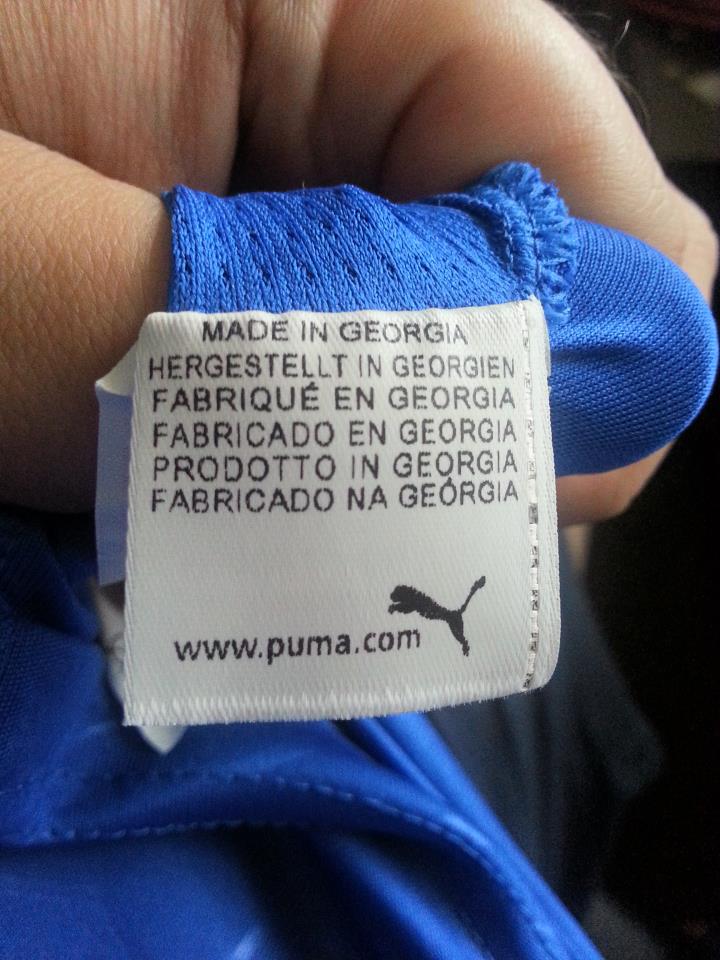 MADE IN GEORGIA
HERGESTELLT IN GEORGIEN
FABRIQUÉ EN GEORGIA
FABRICADO EN GEORGIA
PRODOTTO IN GEORGIA
FABRICADO NA GEÓRGIA
www.puma.com